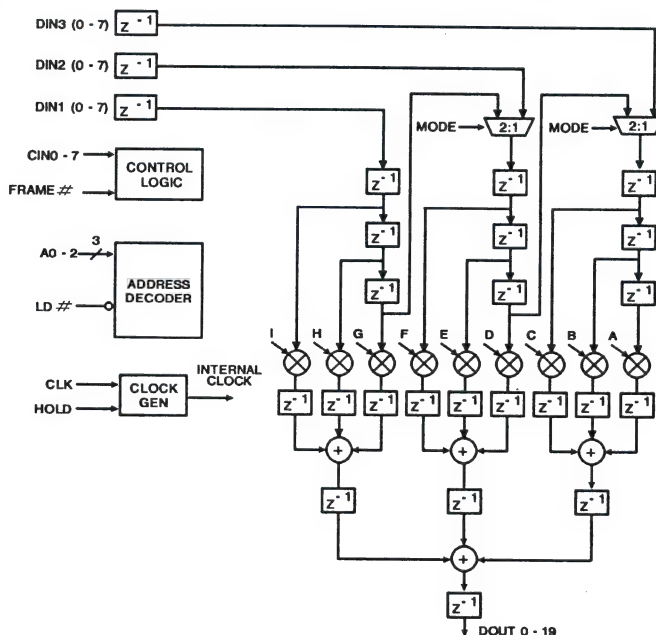 DIN3 (0 - 7) z⁻¹
DIN2 (0 - 7) z⁻¹
DIN1 (0 - 7) z⁻¹
MODE 2:1 MODE 2:1
CIN0 - 7
FRAME #
CONTROL
LOGIC
z⁻¹ z⁻¹ z⁻¹
z⁻¹ z⁻¹ z⁻¹
z⁻¹ z⁻¹ z⁻¹
A0 - 2 3
LD #
ADDRESS
DECODER
I H G F E D C B A
CLK
HOLD
CLOCK
GEN
INTERNAL
CLOCK
z⁻¹ z⁻¹ z⁻¹ z⁻¹ z⁻¹ z⁻¹ z⁻¹ z⁻¹ z⁻¹
+ + +
z⁻¹ z⁻¹ z⁻¹
+
z⁻¹
DOUT 0 - 19